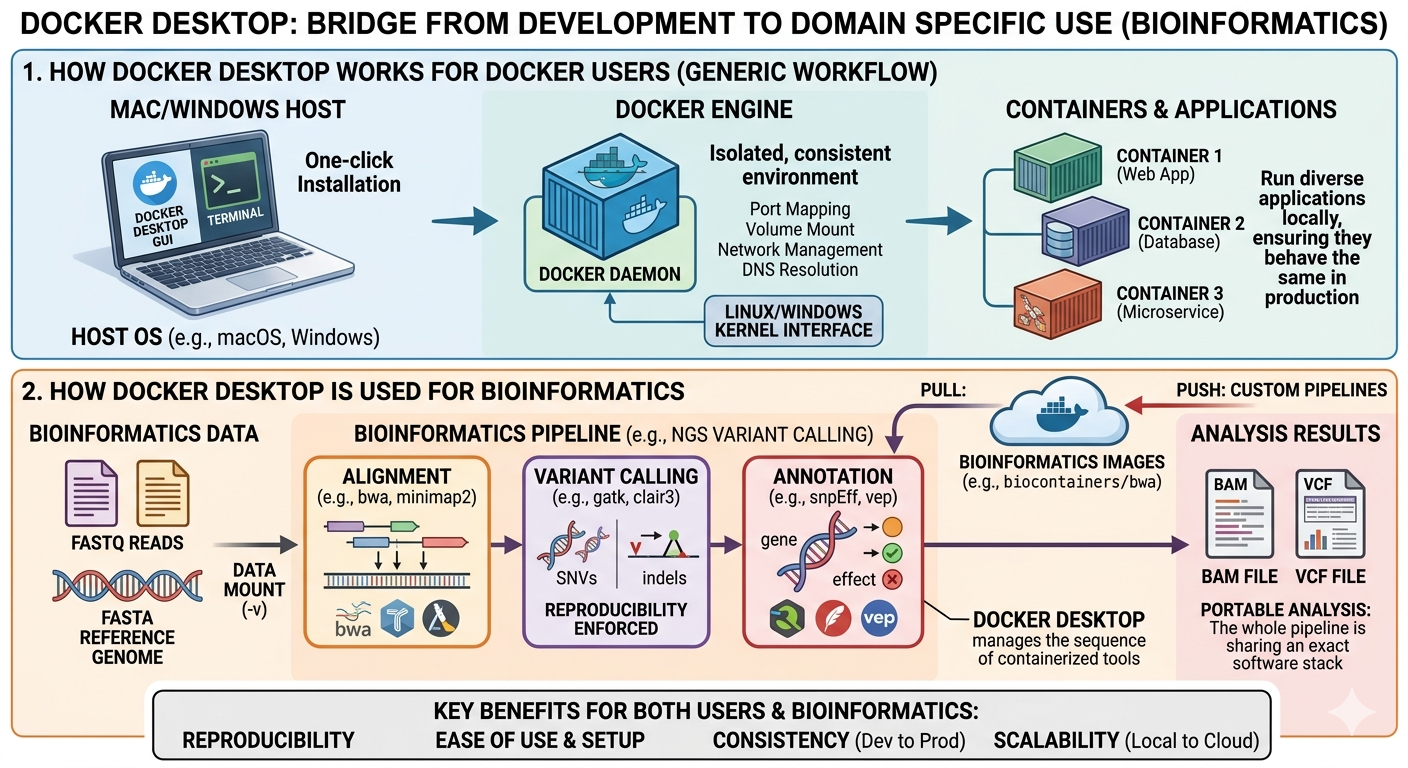 DOCKER DESKTOP: BRIDGE FROM DEVELOPMENT TO DOMAIN SPECIFIC USE (BIOINFORMATICS)
1. HOW DOCKER DESKTOP WORKS FOR DOCKER USERS (GENERIC WORKFLOW)
MAC/WINDOWS HOST
DOCKER
DESKTOP
GUI
>_
TERMINAL
One-click
Installation
HOST OS (e.g., macOS, Windows)
DOCKER ENGINE
DOCKER DAEMON
Isolated, consistent
environment
Port Mapping
Volume Mount
Network Management
DNS Resolution
LINUX/WINDOWS
KERNEL INTERFACE
CONTAINERS & APPLICATIONS
CONTAINER 1
(Web App)
CONTAINER 2
(Database)
CONTAINER 3
(Microservice)
Run diverse
applications
locally,
ensuring they
behave the
same in
production
2. HOW DOCKER DESKTOP IS USED FOR BIOINFORMATICS
BIOINFORMATICS DATA
FASTQ READS
FASTA
REFERENCE
GENOME
DATA
MOUNT
(-v)
BIOINFORMATICS PIPELINE (e.g., NGS VARIANT CALLING)
ALIGNMENT
(e.g., bwa, minimap2)
bwa
VARIANT CALLING
(e.g., gatk, clair3)
SNVs
V
indels
REPRODUCIBILITY
ENFORCED
ANNOTATION
(e.g., snpEff, vep)
gene
effect
vep
PULL:
PUSH: CUSTOM PIPELINES
BIOINFORMATICS IMAGES
(e.g., biocontainers/bwa)
DOCKER DESKTOP
manages the sequence
of containerized tools
ANALYSIS RESULTS
BAM
VCF
BAM FILE
VCF FILE
PORTABLE ANALYSIS:
The whole pipeline is
sharing an exact
software stack
KEY BENEFITS FOR BOTH USERS & BIOINFORMATICS:
REPRODUCIBILITY
EASE OF USE & SETUP
CONSISTENCY (Dev to Prod)
SCALABILITY (Local to Cloud)